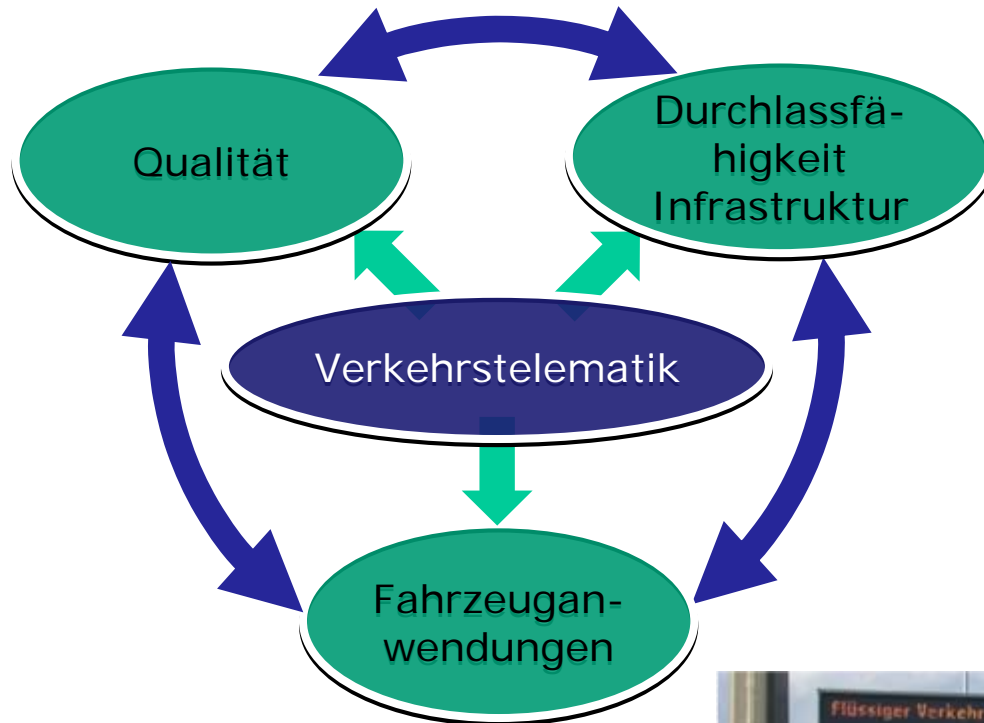 Qualität
Durchlassfä-
higkeit
Infrastruktur
Verkehrstelematik
Fahrzeugan-
wendungen
Flüssiger Verkehr